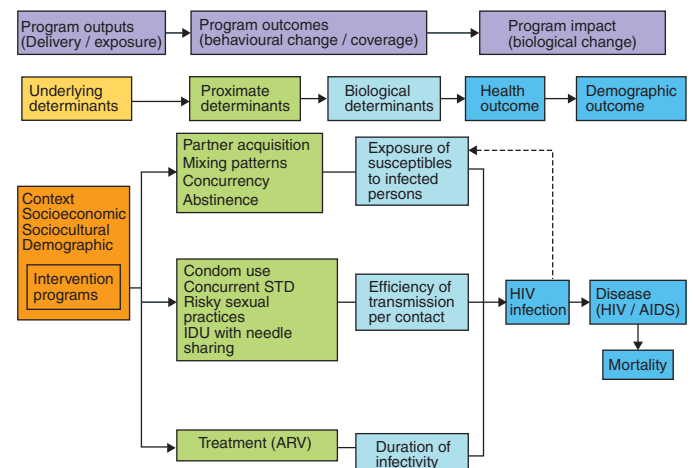 Program outputs
(Delivery / exposure)
Program outcomes
(behavioural change / coverage)
Program impact
(biological change)
Underlying
determinants
Proximate
determinants
Biological
determinants
Health
outcome
Demographic
outcome
Context
Socioeconomic
Sociocultural
Demographic
Intervention
programs
Partner acquisition
Mixing patterns
Concurrency
Abstinence
Exposure of
susceptibles
to infected
persons
Condom use
Concurrent STD
Risky sexual
practices
IDU with needle
sharing
Efficiency of
transmission
per contact
HIV
infection
Disease
(HIV / AIDS)
Mortality
Treatment (ARV)
Duration of
infectivity